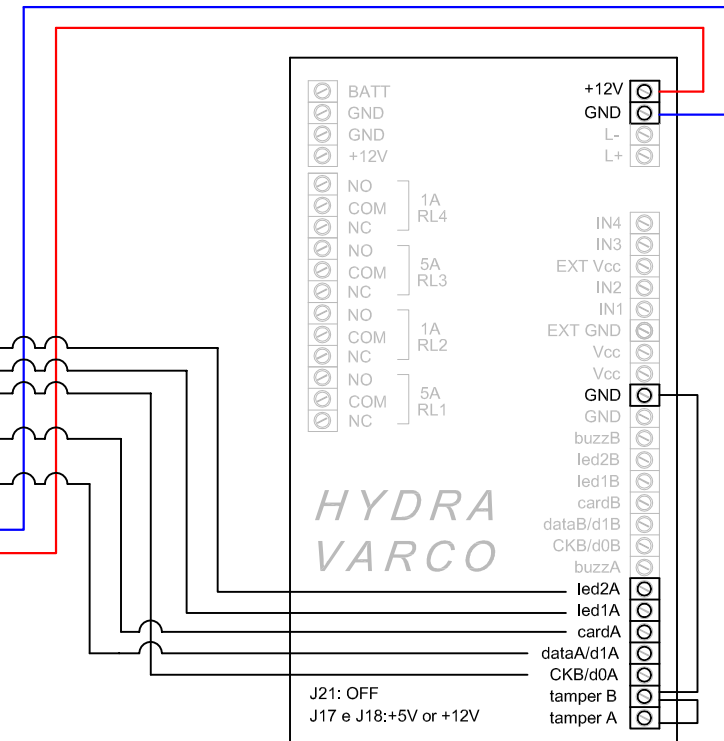 BATT
GND
GND
+12V
NO
COM
NC
1A
RL4
NO
COM
NC
5A
RL3
NO
COM
NC
1A
RL2
NO
COM
NC
5A
RL1
+12V
GND
L-
L+
IN4
IN3
EXT Vcc
IN2
IN1
EXT GND
Vcc
Vcc
GND
GND
buzzB
led2B
led1B
cardB
dataB/d1B
CKB/d0B
buzzA
led2A
led1A
cardA
dataA/d1A
CKB/d0A
tamper B
tamper A
HYDRA
VARCO
J21: OFF
J17 e J18:+5V or +12V